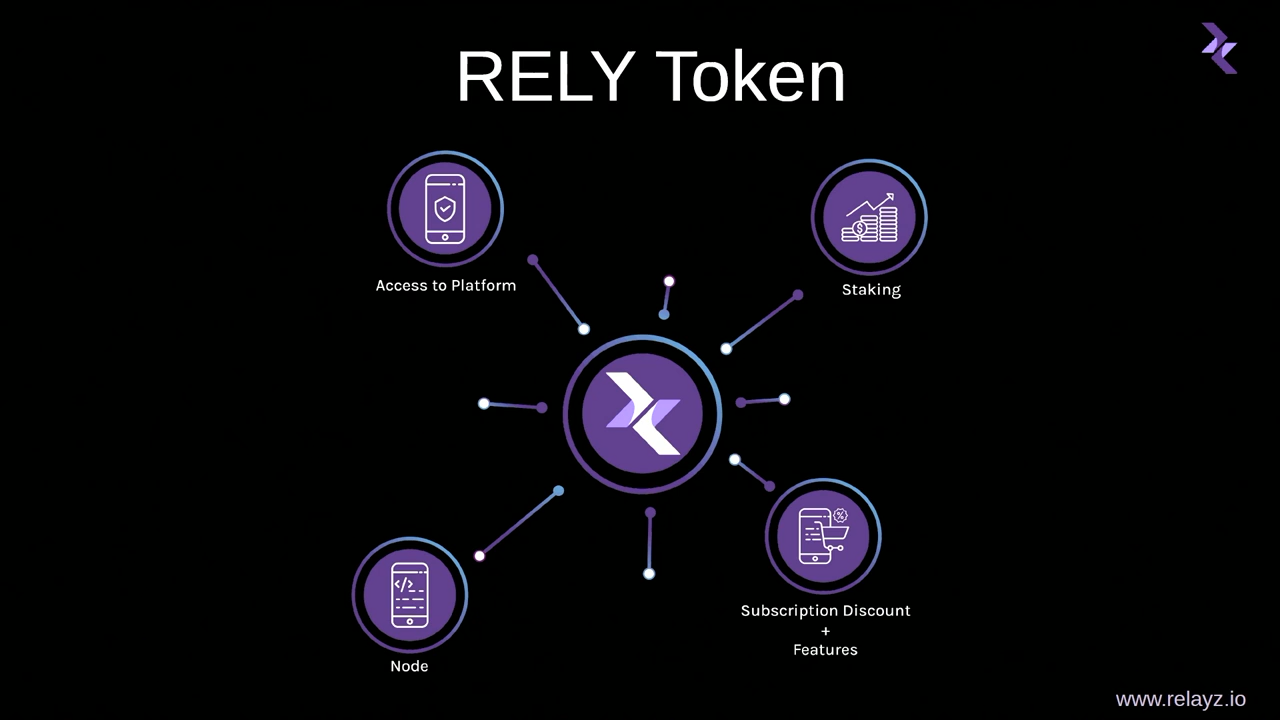 RELY Token
Access to Platform
Staking
Subscription Discount
+
Features
Node
www.relayz.io